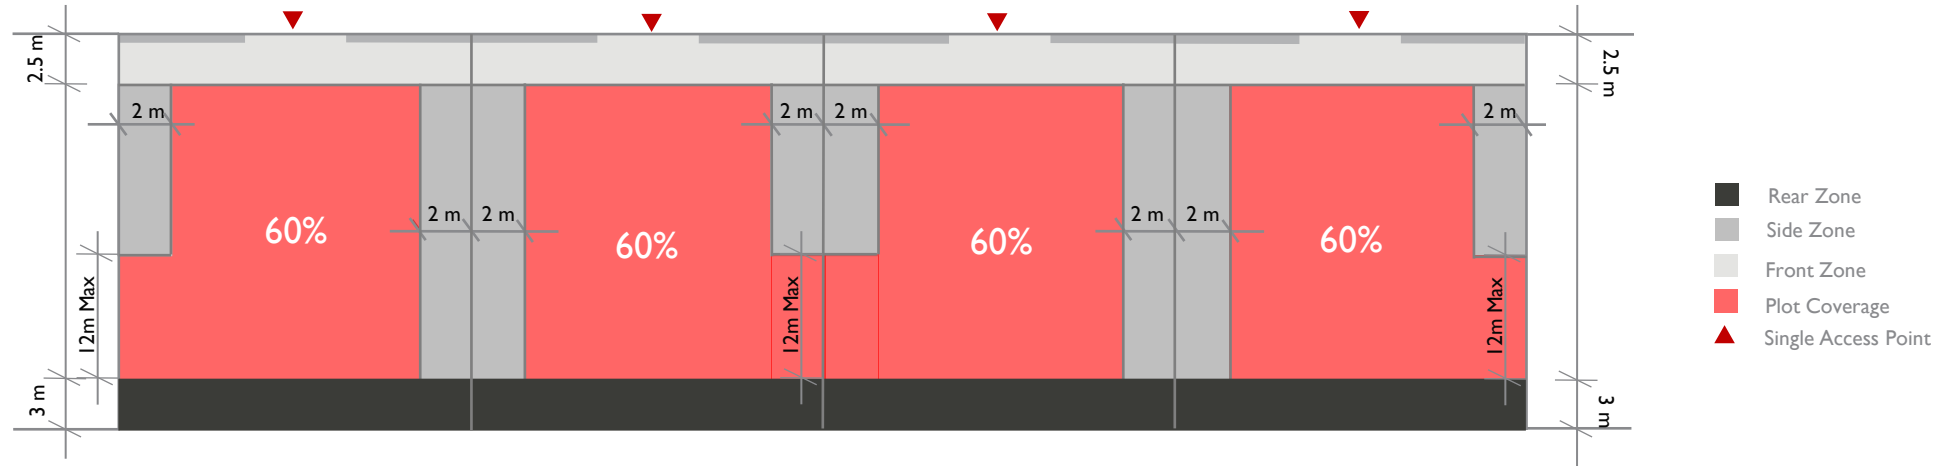 2.5 m
2.5 m
2 m
2 m
2 m
2 m
2 m
2 m
2 m
2 m
60%
60%
60%
60%
12m Max
12m Max
12m Max
3 m
3 m
Rear Zone
Side Zone
Front Zone
Plot Coverage
Single Access Point